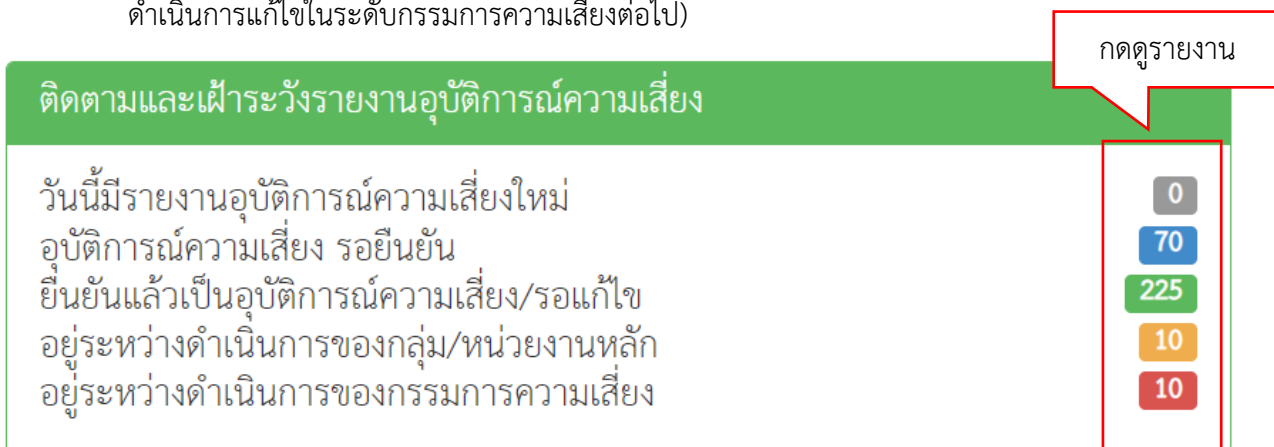 ดำเนินการแก้ไขในระดับกรรมการความเสี่ยงต่อไป)
กดดูรายงาน
ติดตามและเฝ้าระวังรายงานอุบัติการณ์ความเสี่ยง
วันนี้มีรายงานอุบัติการณ์ความเสี่ยงใหม่ 0
อุบัติการณ์ความเสี่ยง รอยืนยัน 70
ยืนยันแล้วเป็นอุบัติการณ์ความเสี่ยง/รอแก้ไข 225
อยู่ระหว่างดำเนินการของกลุ่ม/หน่วยงานหลัก 10
อยู่ระหว่างดำเนินการของกรรมการความเสี่ยง 10